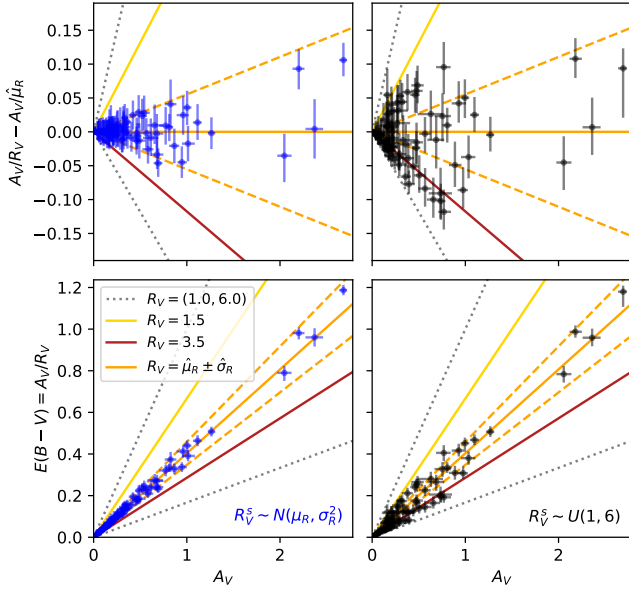 A_V/R_V − A_V/μ̂_R
0.15
0.10
0.05
0.00
−0.05
−0.10
−0.15
E(B − V) = A_V/R_V
1.2
1.0
0.8
0.6
0.4
0.2
0.0
R_V = (1.0, 6.0)
R_V = 1.5
R_V = 3.5
R_V = μ̂_R ± σ̂_R
R_V^s ~ N(μ_R, σ_R^2)
R_V^s ~ U(1, 6)
0 1 2
0 1 2
A_V
A_V